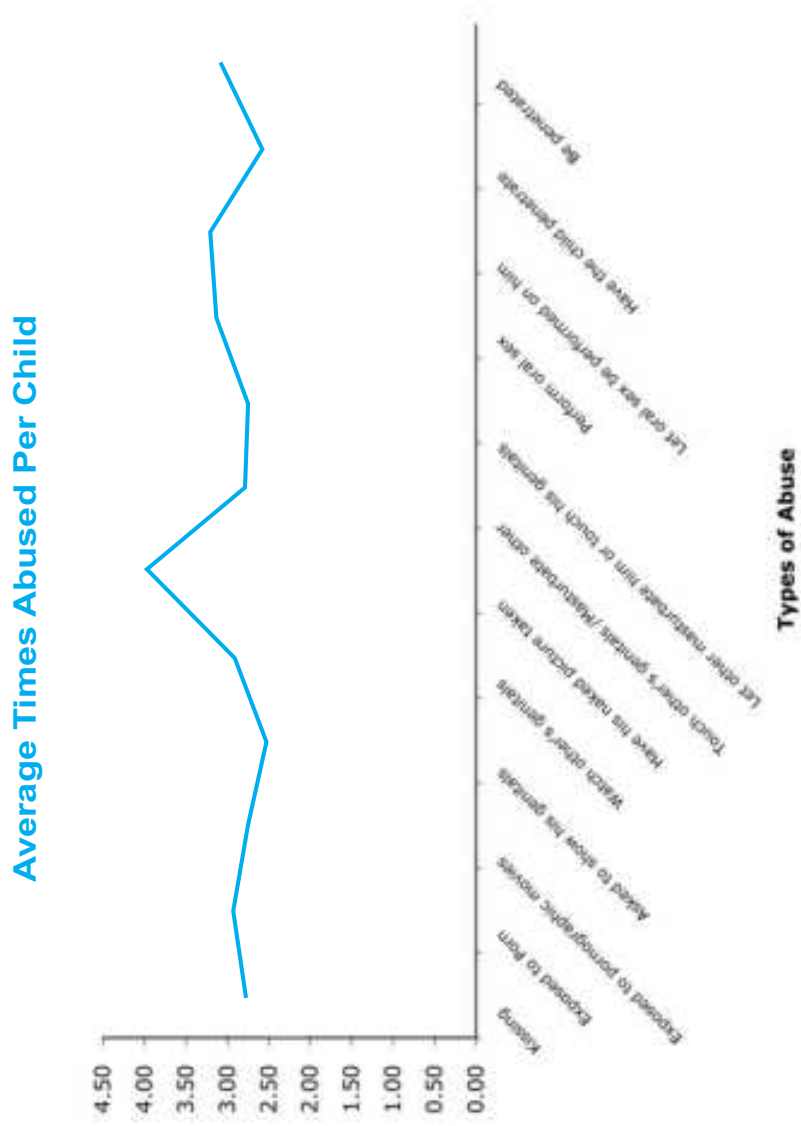 Average Times Abused Per Child
4.50
4.00
3.50
3.00
2.50
2.00
1.50
1.00
0.50
0.00
Kissing
Exposed to Porn
Exposed to pornographic movies
Asked to show his genitals
Watch other's genitals
Have his naked picture taken
Touch other's genitals/Masturbate other
Let other masturbate him or touch his genitals
Perform oral sex
Let oral sex be performed on him
Have the child penetrate
Be penetrated
Types of Abuse